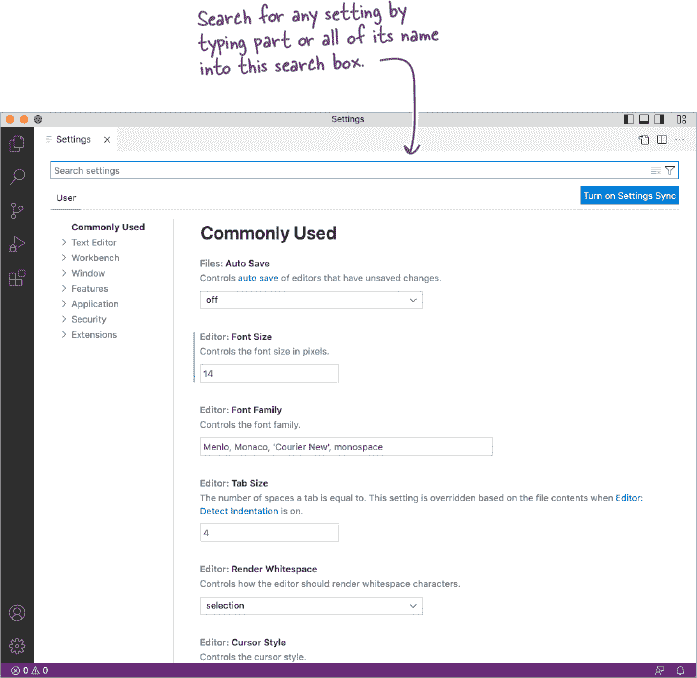 Search for any setting by
typing part or all of its name
into this search box.
Settings
Settings
Search settings
User
Turn on Settings Sync
Commonly Used
Text Editor
Workbench
Window
Features
Application
Security
Extensions
Commonly Used
Files: Auto Save
Controls auto save of editors that have unsaved changes.
off
Editor: Font Size
Controls the font size in pixels.
14
Editor: Font Family
Controls the font family.
Menlo, Monaco, 'Courier New', monospace
Editor: Tab Size
The number of spaces a tab is equal to. This setting is overridden based on the file contents when Editor:
Detect Indentation is on.
4
Editor: Render Whitespace
Controls how the editor should render whitespace characters.
selection
Editor: Cursor Style
Controls the cursor style.
0 0